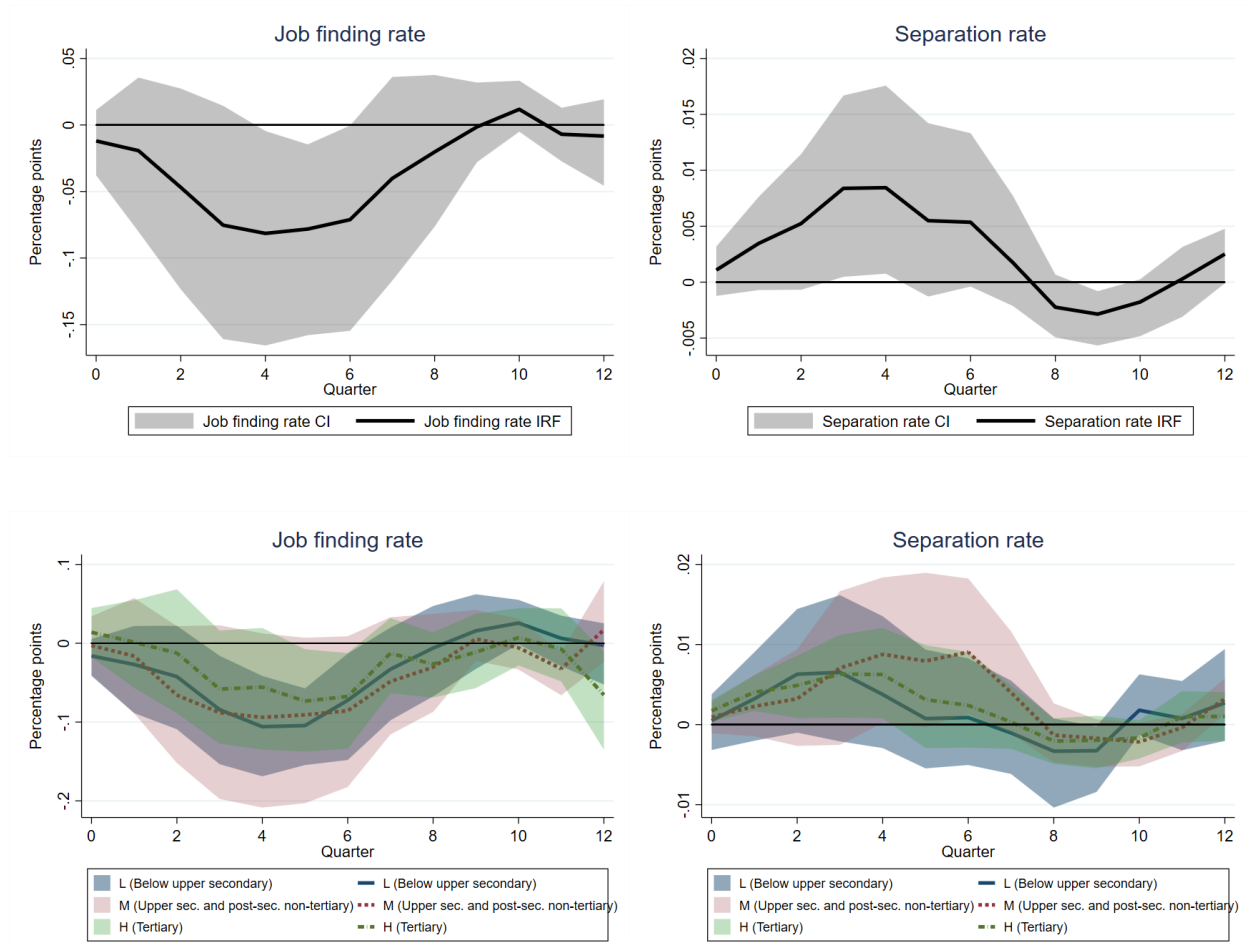 Job finding rate
Percentage points
.05
0
-.05
-.1
-.15
0 2 4 6 8 10 12
Quarter
Job finding rate CI Job finding rate IRF
Separation rate
Percentage points
.02
.015
.01
.005
0
-.005
0 2 4 6 8 10 12
Quarter
Separation rate CI Separation rate IRF
Job finding rate
Percentage points
.1
0
-.1
-.2
0 2 4 6 8 10 12
Quarter
L (Below upper secondary) L (Below upper secondary)
M (Upper sec. and post-sec. non-tertiary) M (Upper sec. and post-sec. non-tertiary)
H (Tertiary) H (Tertiary)
Separation rate
Percentage points
.02
.01
0
-.01
0 2 4 6 8 10 12
Quarter
L (Below upper secondary) L (Below upper secondary)
M (Upper sec. and post-sec. non-tertiary) M (Upper sec. and post-sec. non-tertiary)
H (Tertiary) H (Tertiary)